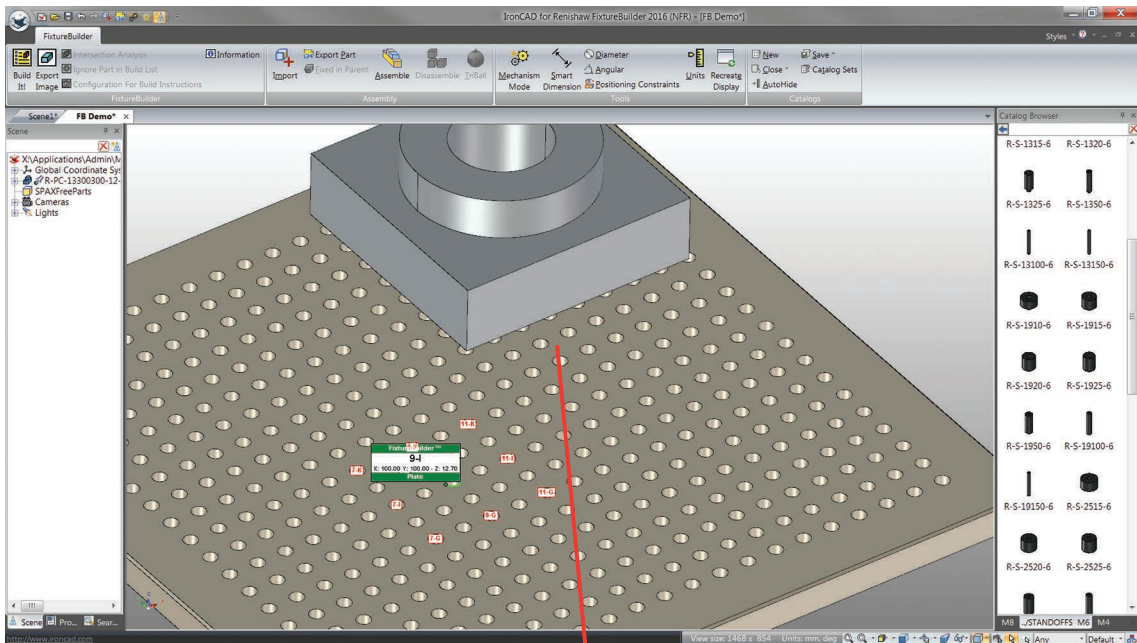 IronCAD for Renishaw FixtureBuilder 2016 (NFR) - [FB Demo*]
FixtureBuilder
Styles
Build It!
Export Image
Intersection Analysis
Ignore Part in Build List
Configuration For Build Instructions
Information
FixtureBuilder
Import
Export Part
Fixed in Parent
Assemble
Disassemble
TriBall
Assembly
Mechanism Mode
Smart Dimension
Diameter
Angular
Positioning Constraints
Units
Recreate Display
Tools
New
Close
AutoHide
Save
Catalog Sets
Catalogs
Scene1*
FB Demo*
Scene
X:\Applications\Admin\M
Global Coordinate Sys
R-PC-13300300-12-
SPAXFreeParts
Cameras
Lights
11-K
FixtureBuilder™
9-I
X: 100.00 Y: 100.00 - Z: 12.70
Plate
7-K
11-I
11-G
7-I
9-G
7-G
Catalog Browser
R-S-1315-6 R-S-1320-6
R-S-1325-6 R-S-1350-6
R-S-13100-6 R-S-13150-6
R-S-1910-6 R-S-1915-6
R-S-1920-6 R-S-1925-6
R-S-1950-6 R-S-19100-6
R-S-19150-6 R-S-2515-6
R-S-2520-6 R-S-2525-6
Scene Pro... Sear...
M8 ../STANDOFFS M6 M4
http://www.ironcad.com
View size: 1468 x 854 Units: mm, deg
Any
Default